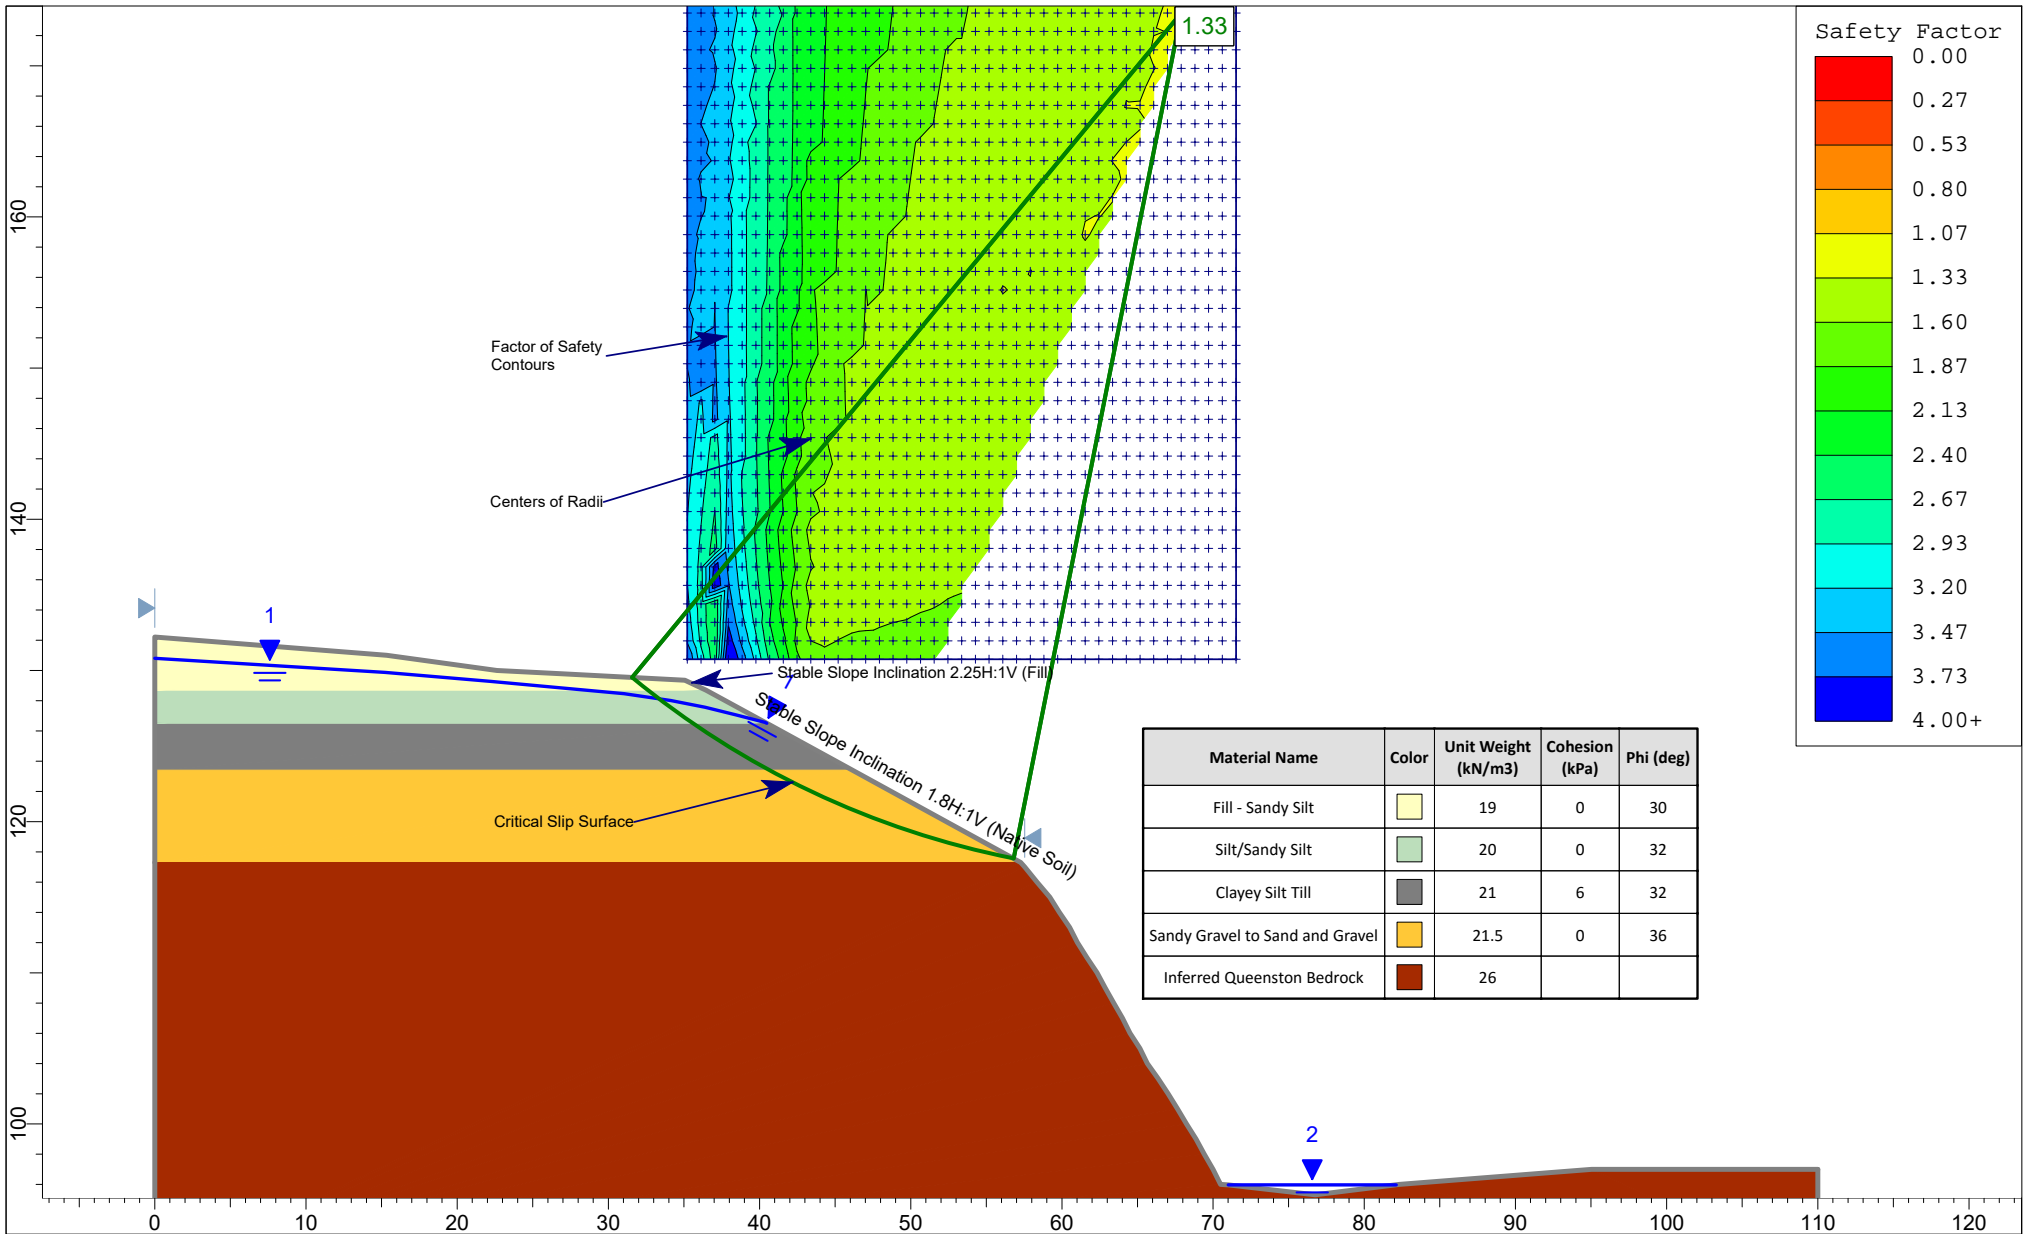 1.33
Safety Factor
0.00
0.27
0.53
0.80
1.07
1.33
1.60
1.87
2.13
2.40
2.67
2.93
3.20
3.47
3.73
4.00+
160
140
120
100
Factor of Safety
Contours
Centers of Radii
1
Stable Slope Inclination 2.25H:1V (Fill)
Stable Slope Inclination 1.8H:1V (Native Soil)
Critical Slip Surface
Material Name Color Unit Weight (kN/m3) Cohesion (kPa) Phi (deg)
Fill - Sandy Silt 19 0 30
Silt/Sandy Silt 20 0 32
Clayey Silt Till 21 6 32
Sandy Gravel to Sand and Gravel 21.5 0 36
Inferred Queenston Bedrock 26
2
0 10 20 30 40 50 60 70 80 90 100 110 120